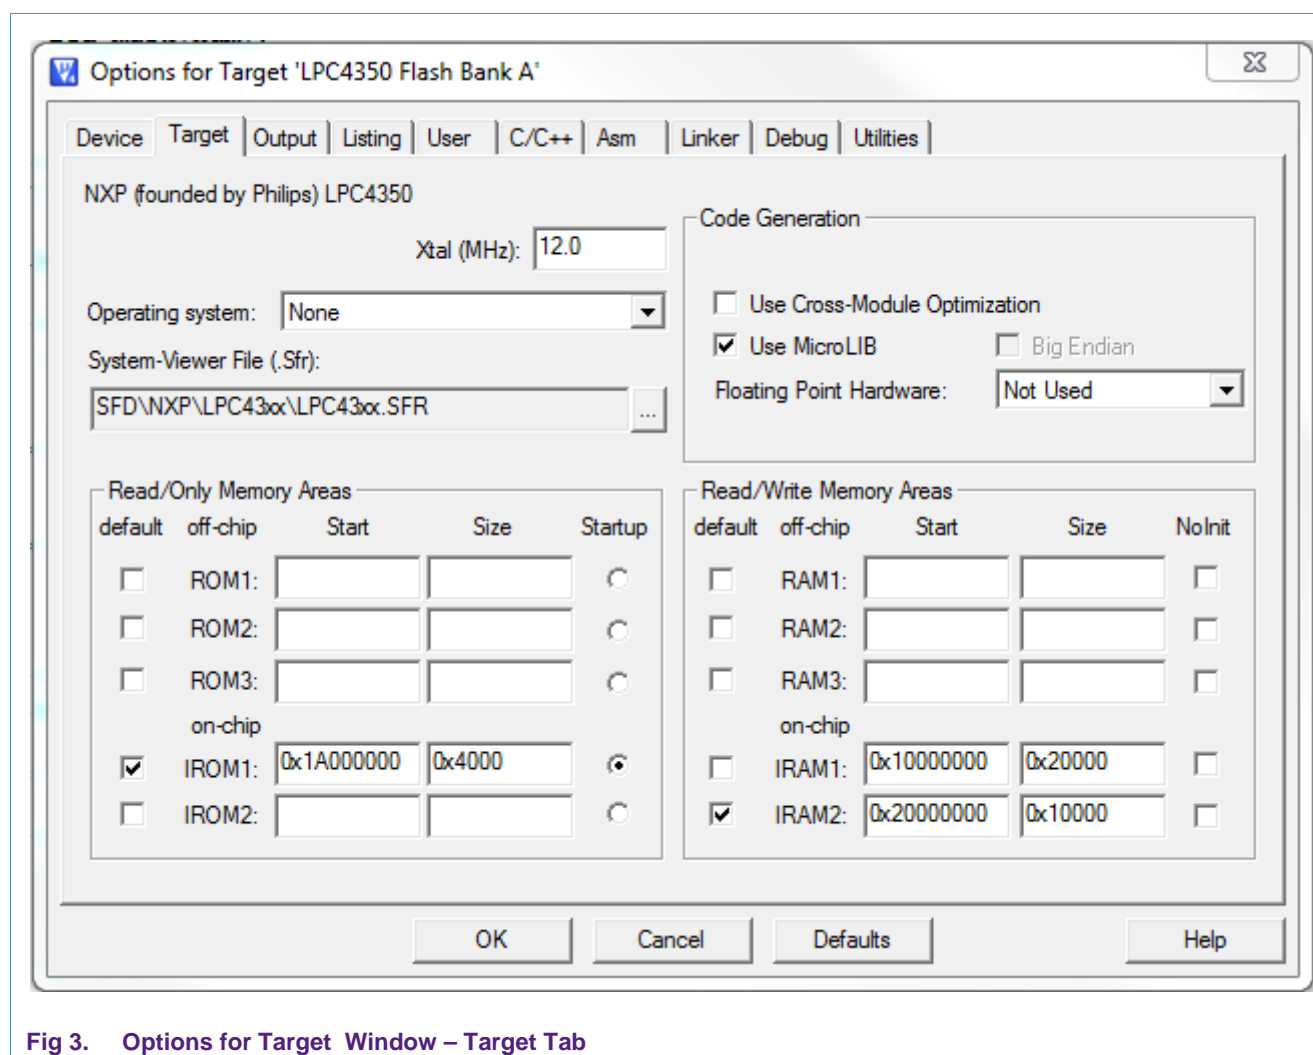 Options for Target 'LPC4350 Flash Bank A'
Device Target Output Listing User C/C++ Asm Linker Debug Utilities
NXP (founded by Philips) LPC4350
Xtal (MHz): 12.0
Operating system: None
System-Viewer File (.Sfr):
SFD\NXP\LPC43xx\LPC43xx.SFR ...
Code Generation
Use Cross-Module Optimization
Use MicroLIB Big Endian
Floating Point Hardware: Not Used
Read/Only Memory Areas
default off-chip Start Size Startup
ROM1:
ROM2:
ROM3:
on-chip
IROM1: 0x1A000000 0x4000
IROM2:
Read/Write Memory Areas
default off-chip Start Size NoInit
RAM1:
RAM2:
RAM3:
on-chip
IRAM1: 0x10000000 0x20000
IRAM2: 0x20000000 0x10000
OK Cancel Defaults Help
Fig 3. Options for Target Window – Target Tab